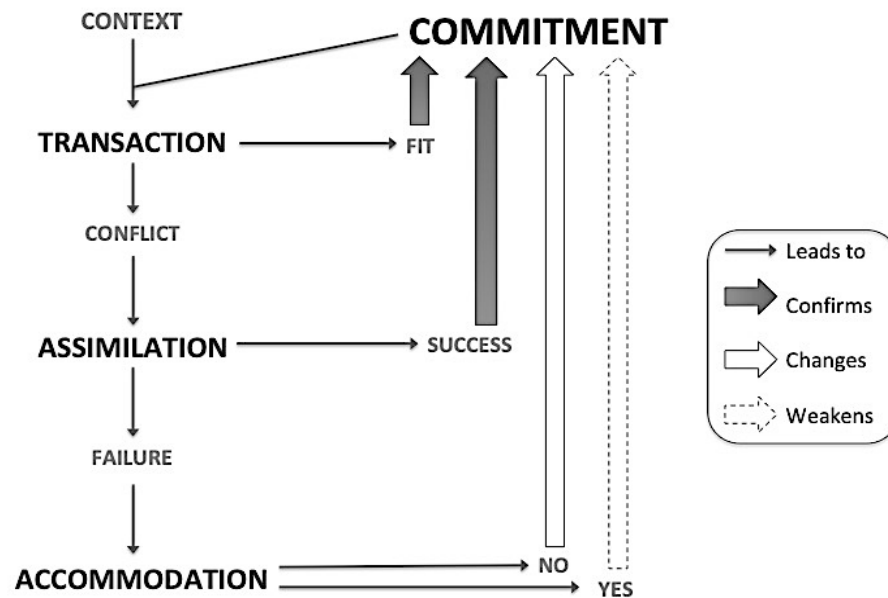 CONTEXT
COMMITMENT
TRANSACTION
FIT
CONFLICT
ASSIMILATION
SUCCESS
FAILURE
ACCOMMODATION
NO
YES
Leads to
Confirms
Changes
Weakens